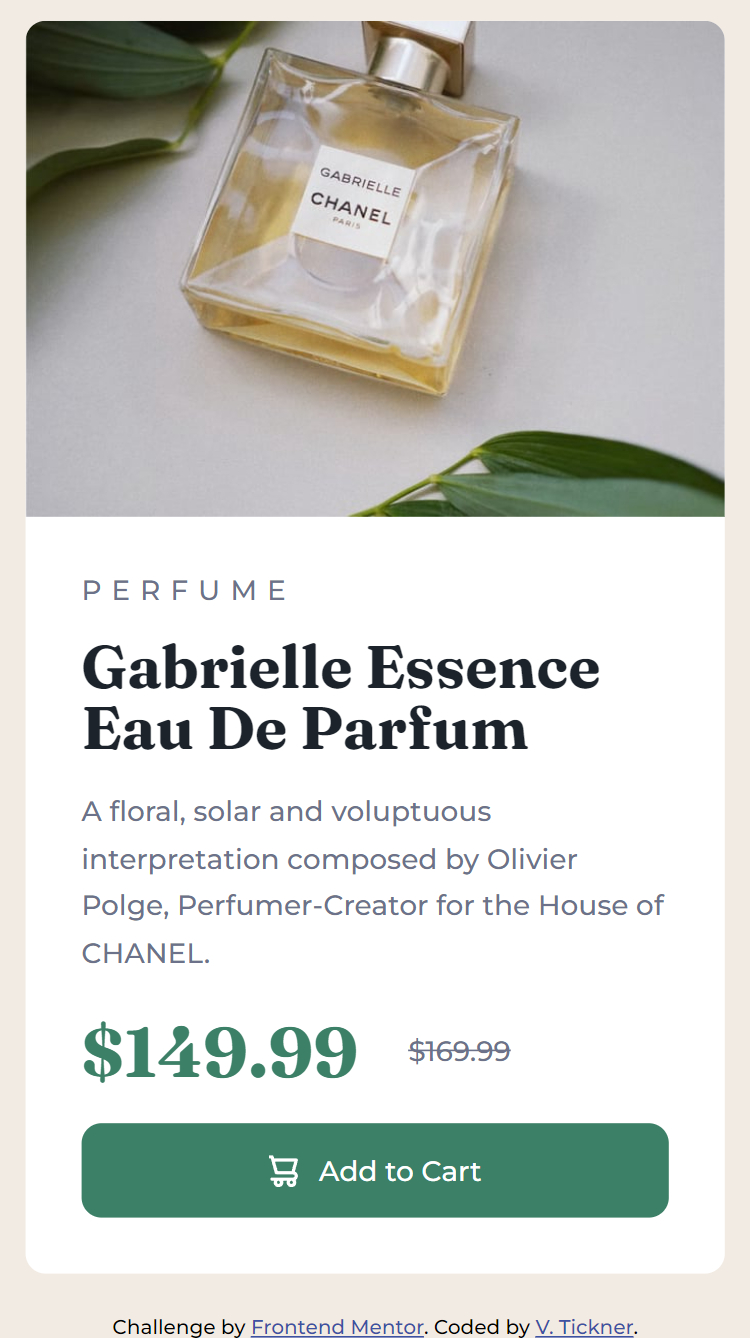 GABRIELLE
CHANEL
PARIS
PERFUME
Gabrielle Essence
Eau De Parfum
A floral, solar and voluptuous
interpretation composed by Olivier
Polge, Perfumer-Creator for the House of
CHANEL.
$149.99 $169.99
Add to Cart
Challenge by Frontend Mentor. Coded by V. Tickner.